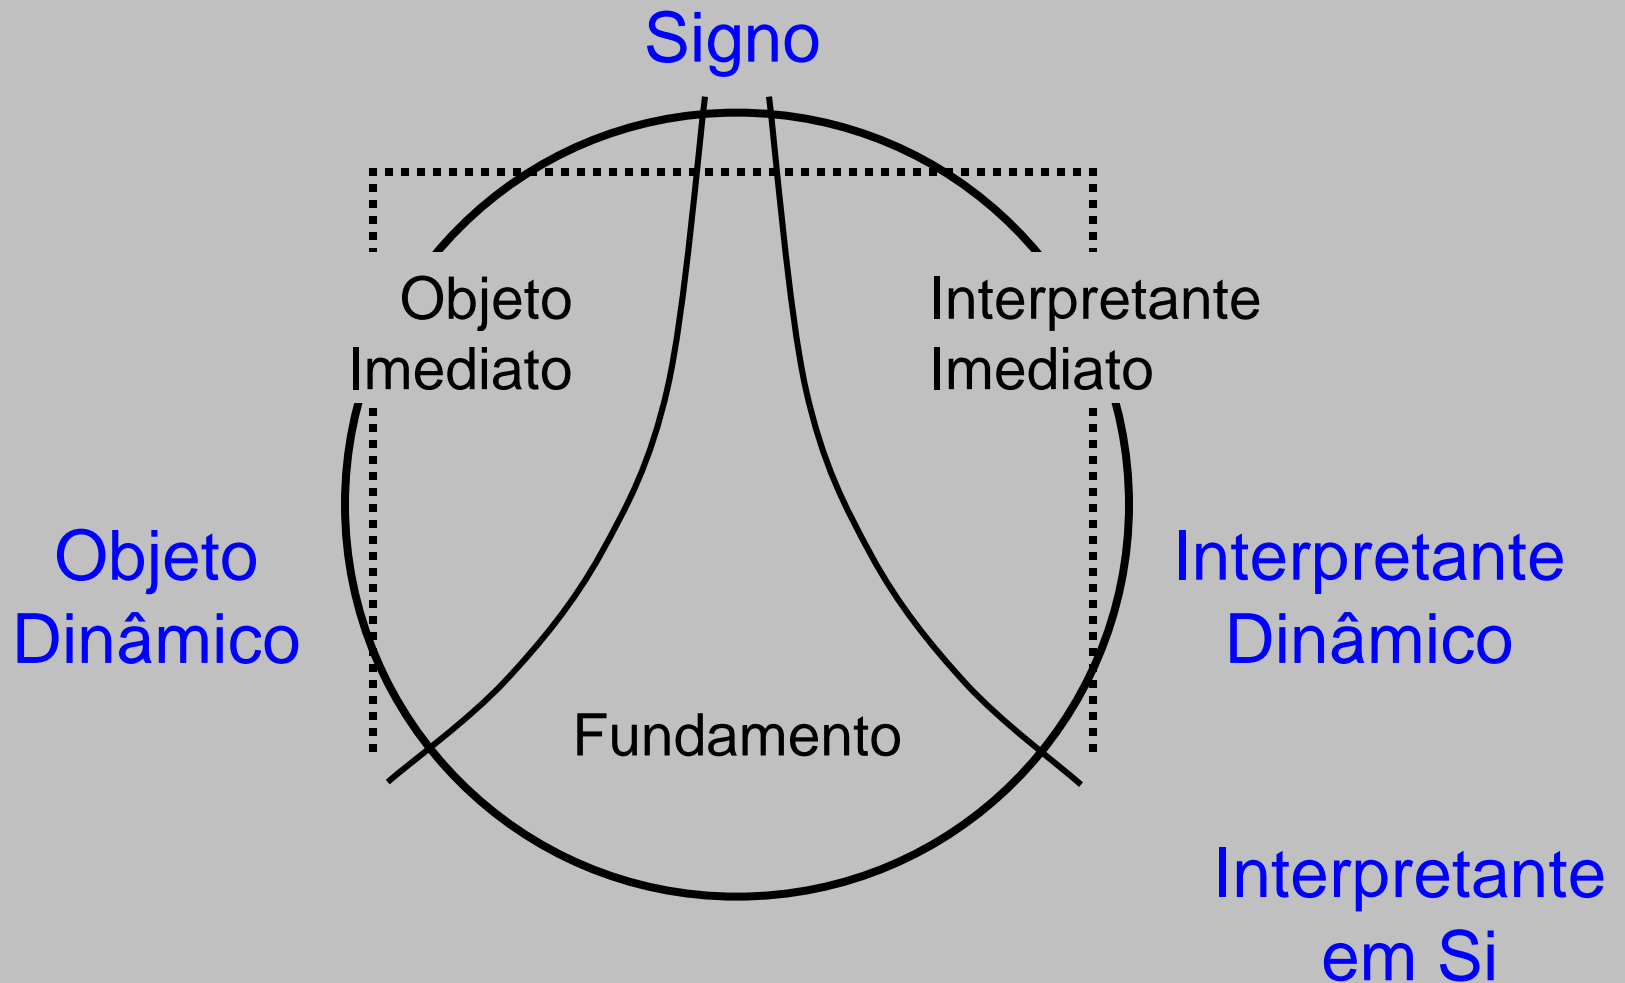 Signo
Objeto
Imediato
Interpretante
Imediato
Objeto
Dinâmico
Interpretante
Dinâmico
Fundamento
Interpretante
em Si